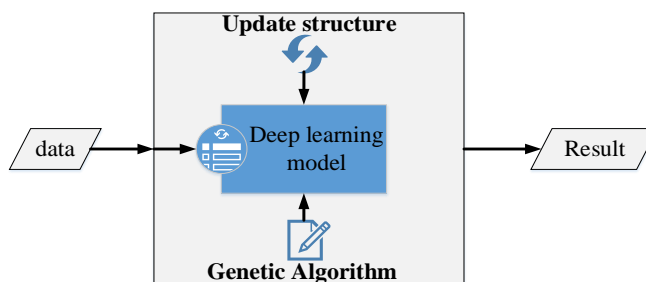 Update structure
data
Deep learning
model
Result
Genetic Algorithm